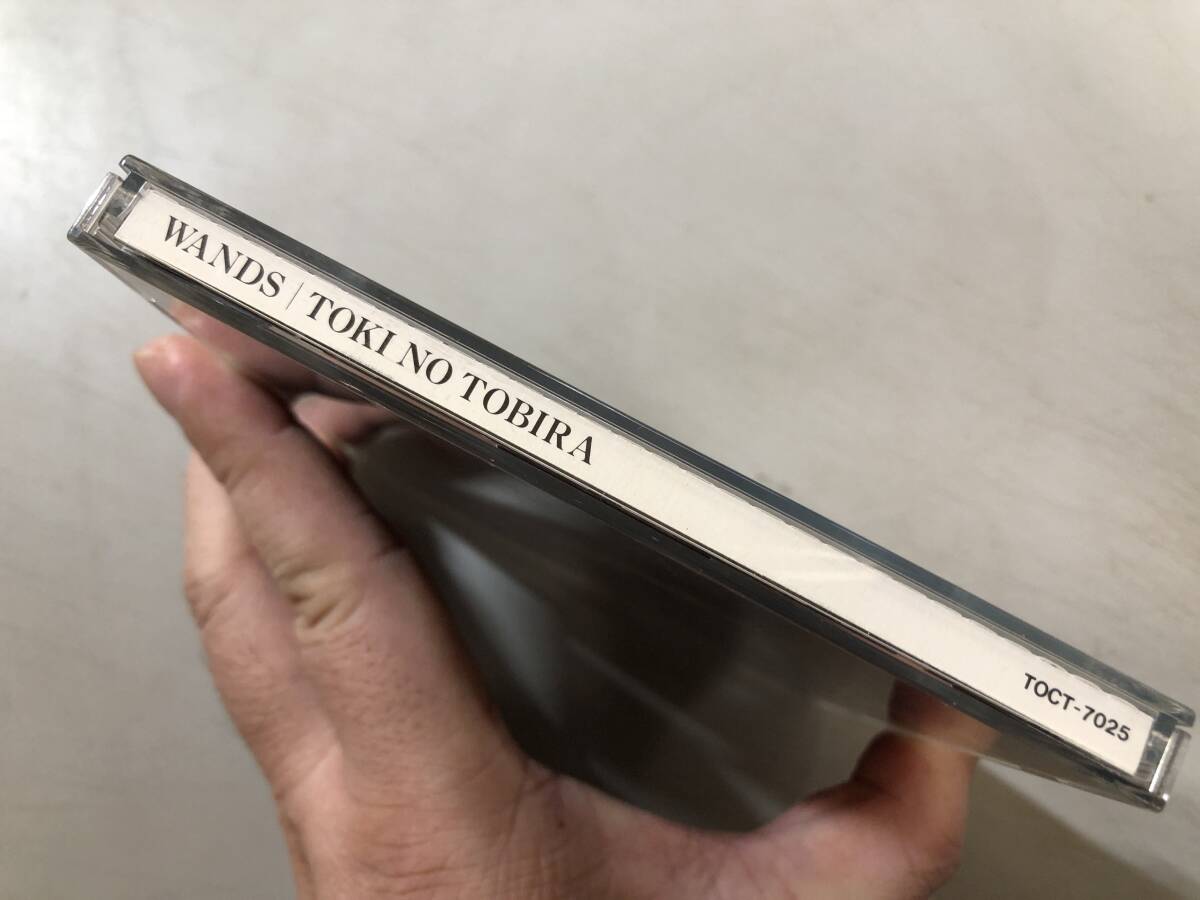 WANDS | TOKI NO TOBIRA
TOCT-7025